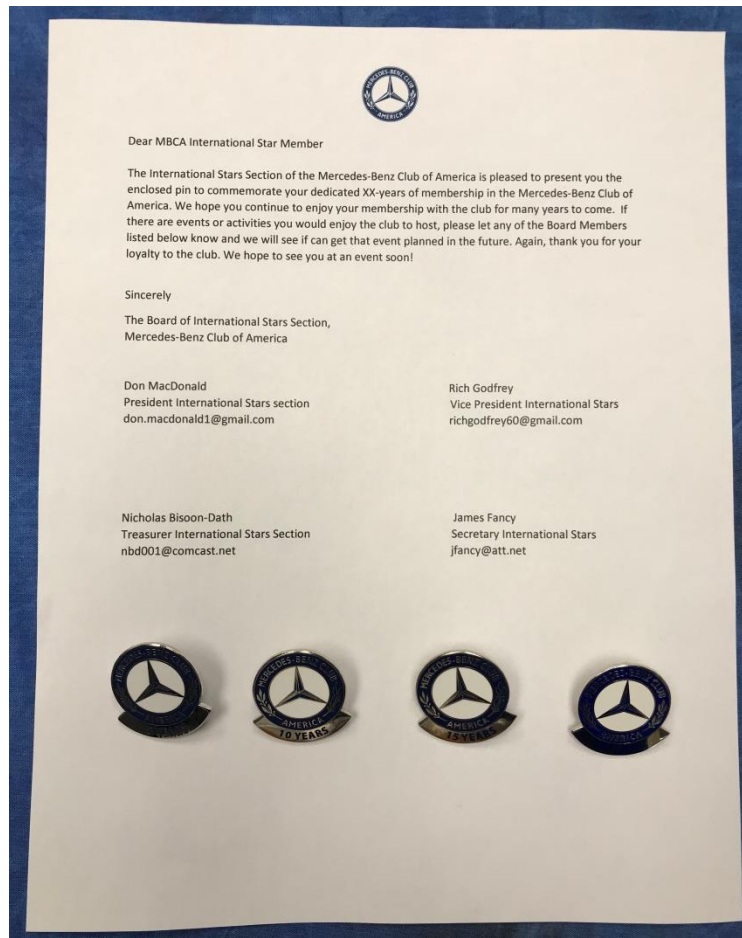 MERCEDES-BENZ CLUB
AMERICA
Dear MBCA International Star Member
The International Stars Section of the Mercedes-Benz Club of America is pleased to present you the
enclosed pin to commemorate your dedicated XX-years of membership in the Mercedes-Benz Club of
America. We hope you continue to enjoy your membership with the club for many years to come. If
there are events or activities you would enjoy the club to host, please let any of the Board Members
listed below know and we will see if can get that event planned in the future. Again, thank you for your
loyalty to the club. We hope to see you at an event soon!
Sincerely
The Board of International Stars Section,
Mercedes-Benz Club of America
Don MacDonald
President International Stars section
don.macdonald1@gmail.com
Rich Godfrey
Vice President International Stars
richgodfrey60@gmail.com
Nicholas Bisoon-Dath
Treasurer International Stars Section
nbd001@comcast.net
James Fancy
Secretary International Stars
jfancy@att.net
MERCEDES-BENZ CLUB
AMERICA
MERCEDES-BENZ CLUB
AMERICA
10 YEARS
MERCEDES-BENZ CLUB
AMERICA
15 YEARS
MERCEDES-BENZ CLUB
AMERICA